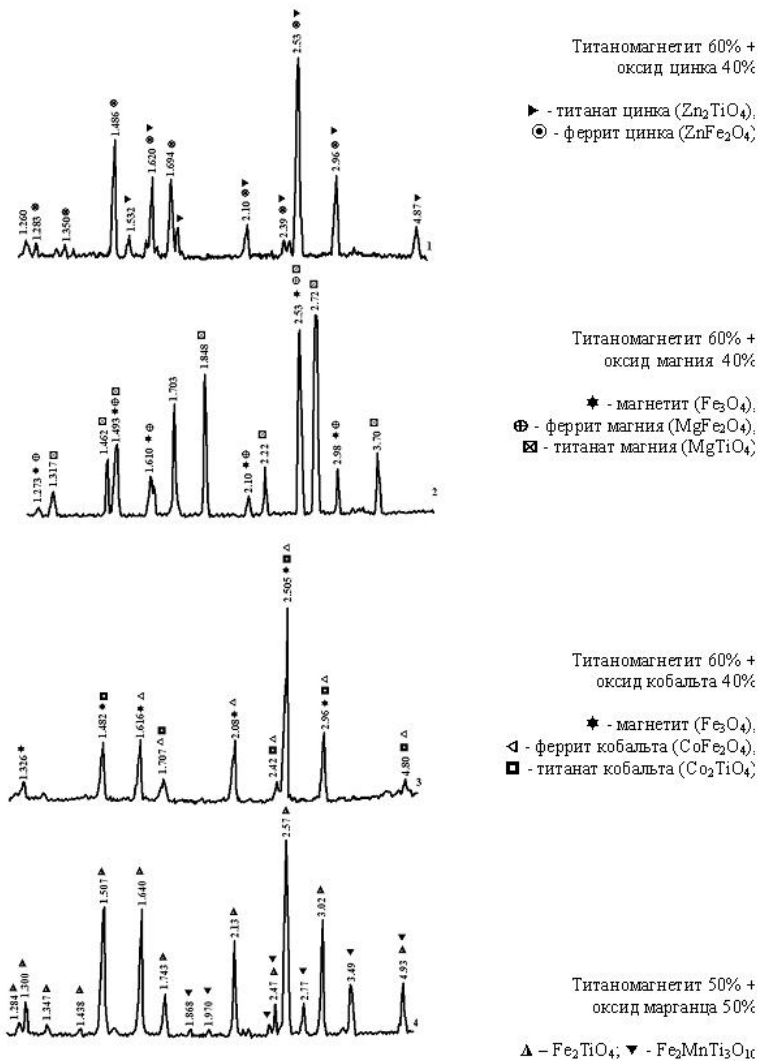 Титаномагнетит 60% +
оксид цинка 40%
► - титанат цинка (Zn₂TiO₄),
⦿ - феррит цинка (ZnFe₂O₄)
1.260
1.283 ⦿
1.350 ⦿
1.486 ⦿
1.532 ►
1.620 ⦿ ►
1.694 ⦿
►
2.10 ⦿ ►
2.39 ⦿ ►
2.53 ⦿ ►
2.96 ⦿ ►
4.87 ►
1
Титаномагнетит 60% +
оксид магния 40%
✶ - магнетит (Fe₃O₄),
⊕ - феррит магния (MgFe₂O₄),
⊠ - титанат магния (MgTiO₄)
1.273 ✶ ⊕
1.317 ⊠
1.462 ⊠
1.493 ✶ ⊕ ⊠
1.610 ✶ ⊕
1.703
1.848 ⊠
2.10 ✶ ⊕
2.22 ⊠
2.53 ✶ ⊕ ⊠
2.72 ⊠
2.98 ✶ ⊕
3.70 ⊠
2
Титаномагнетит 60% +
оксид кобальта 40%
✶ - магнетит (Fe₃O₄),
◁ - феррит кобальта (CoFe₂O₄),
◘ - титанат кобальта (Co₂TiO₄)
1.326 ✶
1.482 ✶ ◘
1.616 ✶ △
1.707 △ ◘
2.08 ✶ △
2.42 ◘ △
2.505 ✶ ◘ △
2.96 ✶ ◘ △
4.80 ◘ △
3
Титаномагнетит 50% +
оксид марганца 50%
◮ – Fe₂TiO₄; ▼ - Fe₂MnTi₃O₁₀
1.284 ◮
1.300 ◮
1.347 ◮
1.438 ◮
1.507 ◮
1.640 ◮
1.743 ◮
1.868 ▼
1.970 ▼
2.13 ◮
▼
2.47 ◮ ▼
2.57 ◮
2.77 ▼
3.02 ◮
3.49 ▼
4.93 ◮ ▼
4